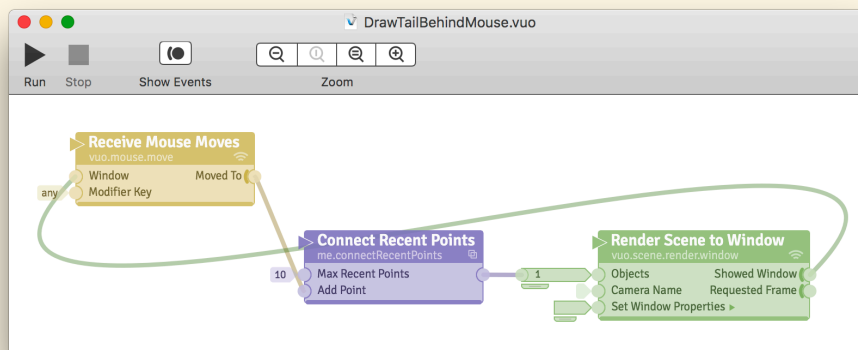 DrawTailBehindMouse.vuo
Run
Stop
Show Events
Zoom
Receive Mouse Moves
vuo.mouse.move
Window
Moved To
any
Modifier Key
Connect Recent Points
me.connectRecentPoints
10
Max Recent Points
Add Point
1
Render Scene to Window
vuo.scene.render.window
Objects
Showed Window
Camera Name
Requested Frame
Set Window Properties ▸